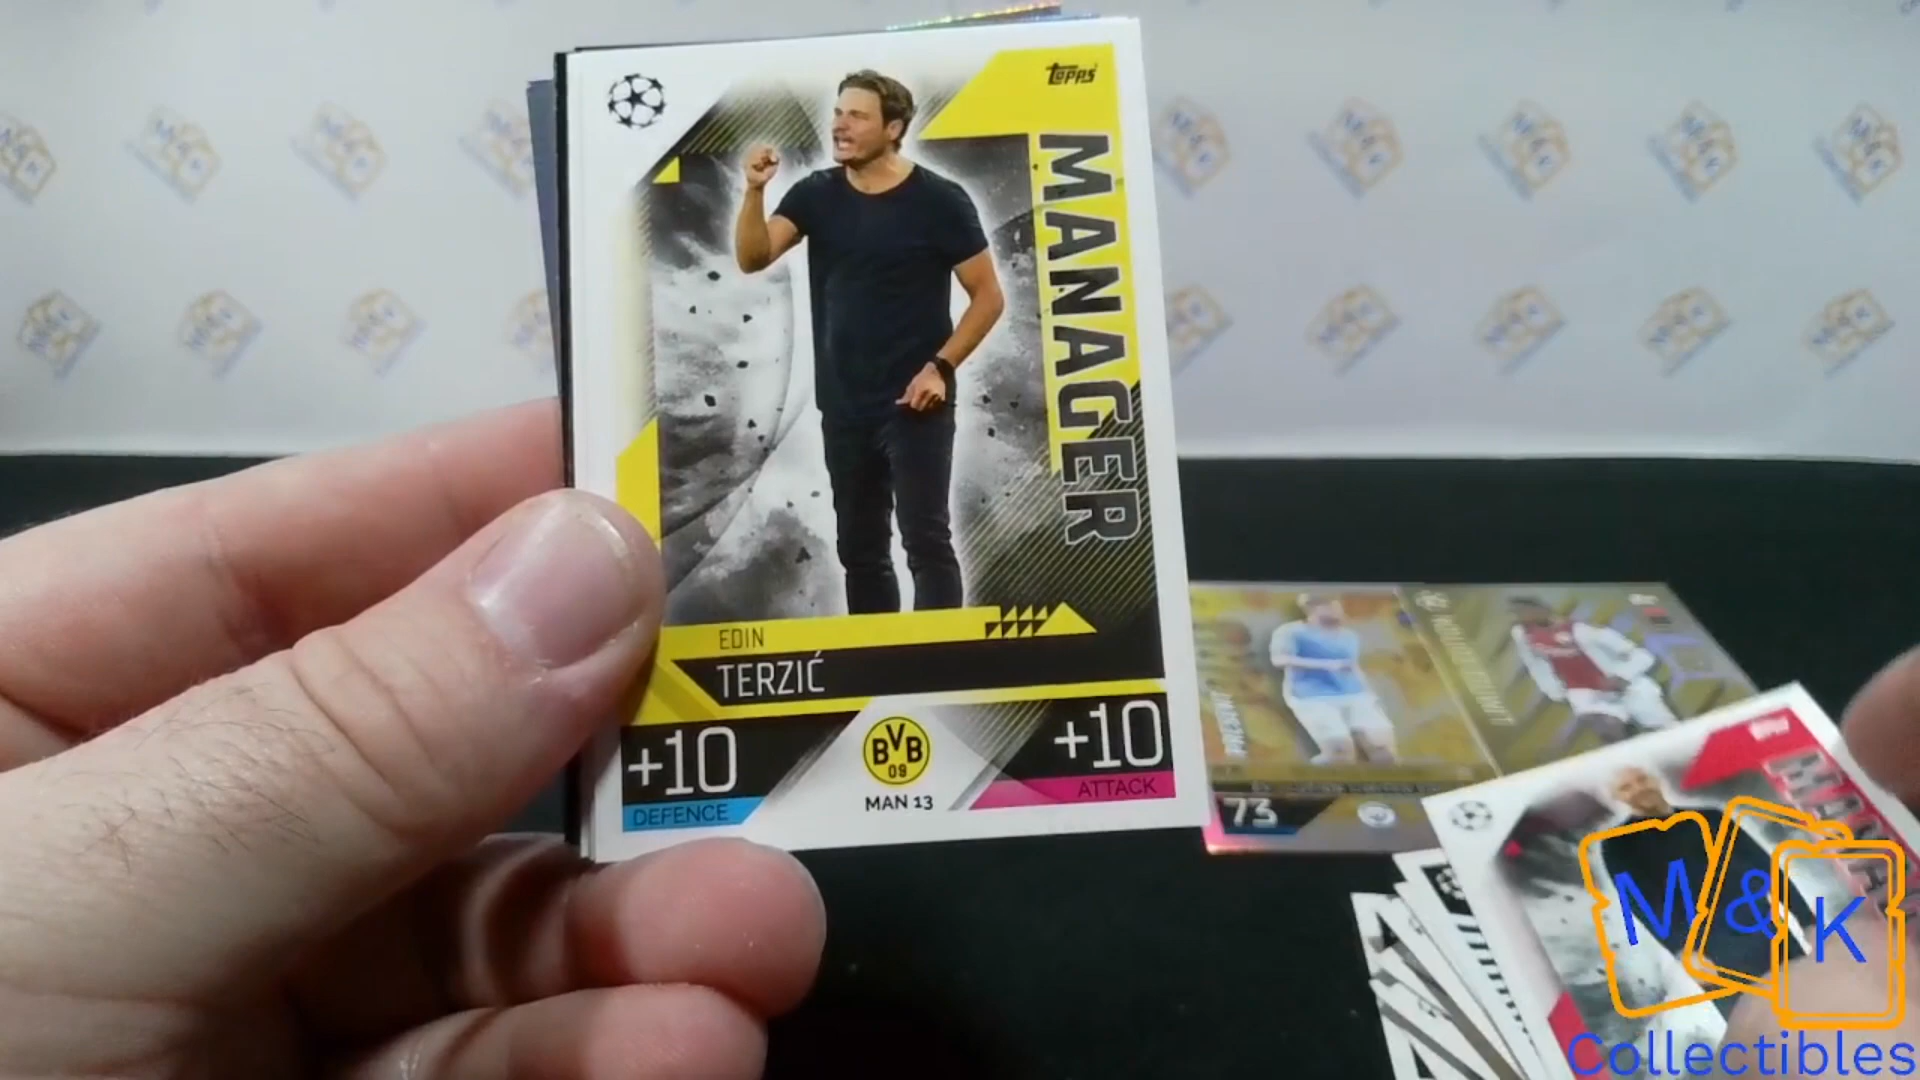 topps
MANAGER
EDIN
TERZIĆ
+10
DEFENCE
BVB
09
MAN 13
+10
ATTACK
73
M & K
Collectibles